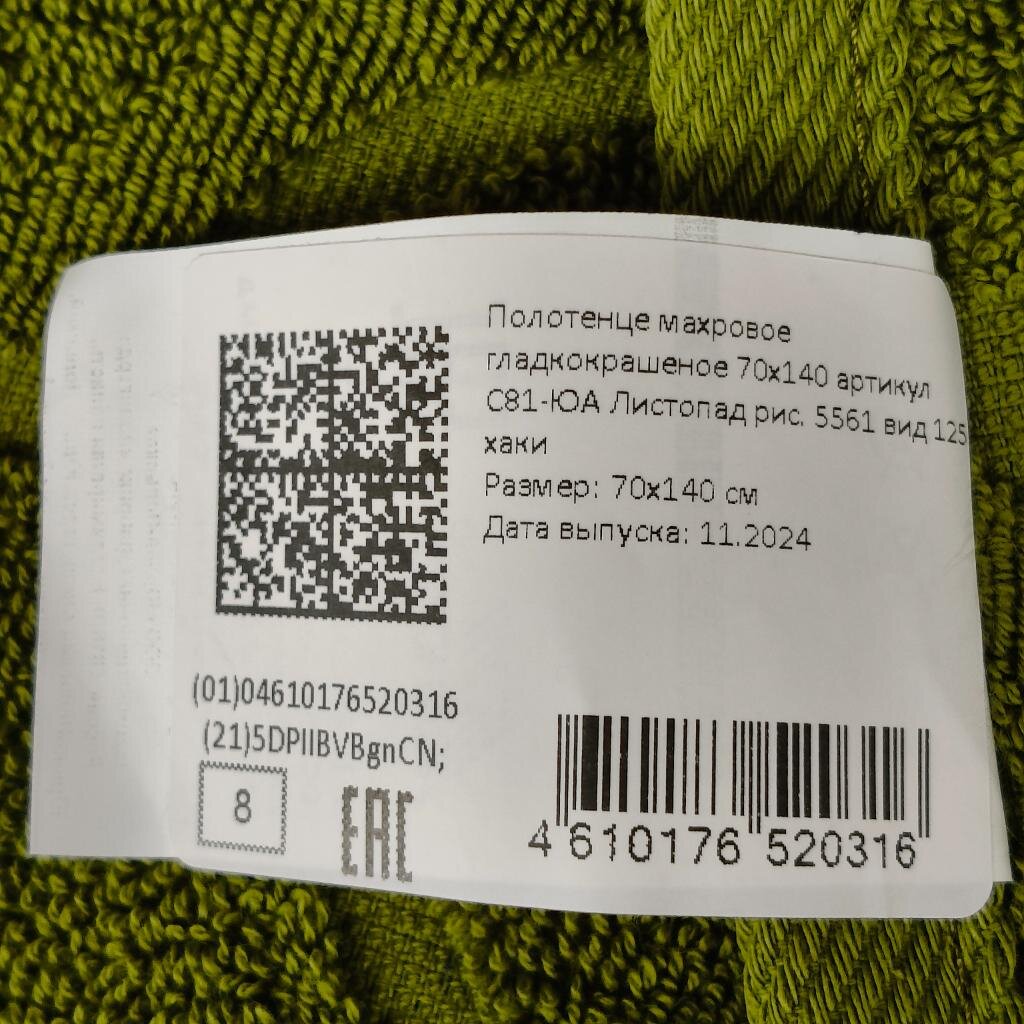 Полотенце махровое
гладкокрашеное 70х140 артикул
С81-ЮА Листопад рис. 5561 вид 125
хаки
Размер: 70х140 см
Дата выпуска: 11.2024
(01)04610176520316
(21)5DPIIBVBgnCN;
8
EAC
4 610176 520316